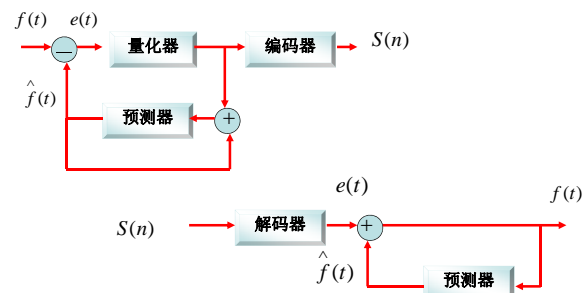 f(t) e(t)
− 量化器 编码器 S(n)
^
f(t)
预测器 +
e(t) f(t)
S(n) 解码器 +
^
f(t)
预测器